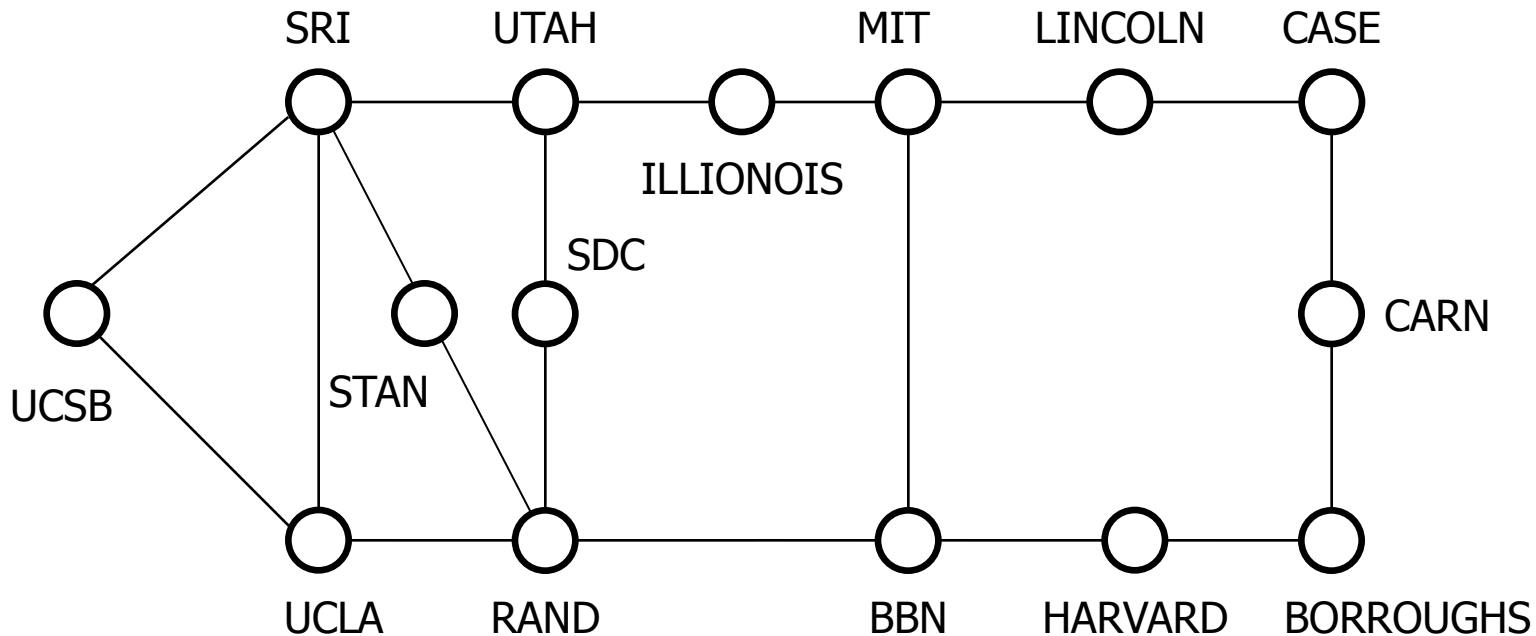 SRI
UTAH
MIT
LINCOLN
CASE
ILLIONOIS
SDC
CARN
STAN
UCSB
UCLA
RAND
BBN
HARVARD
BORROUGHS